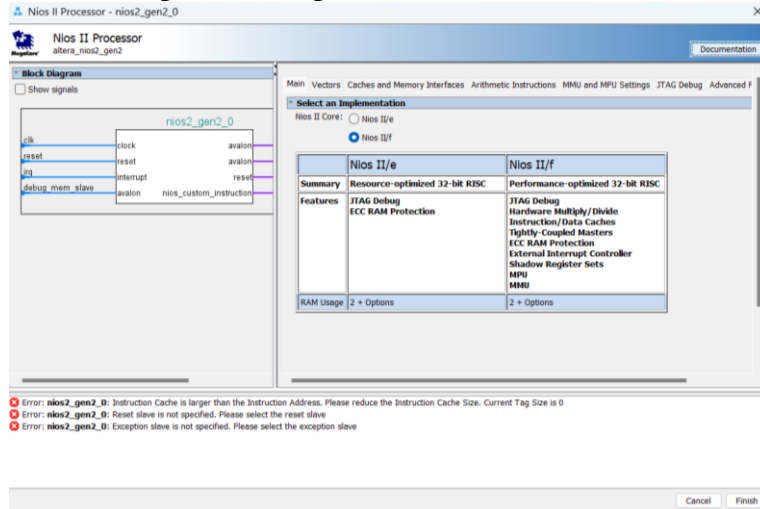 Nios II Processor - nios2_gen2_0
Nios II Processor
MegaCore
altera_nios2_gen2
Documentation
Block Diagram
Show signals
nios2_gen2_0
clk
clock
avalon
reset
reset
avalon
irq
interrupt
reset
debug_mem_slave
avalon
nios_custom_instruction
Main Vectors Caches and Memory Interfaces Arithmetic Instructions MMU and MPU Settings JTAG Debug Advanced F
Select an Implementation
Nios II Core:
Nios II/e
Nios II/f
Nios II/e Nios II/f
Summary Resource-optimized 32-bit RISC Performance-optimized 32-bit RISC
Features JTAG Debug JTAG Debug
ECC RAM Protection Hardware Multiply/Divide
Instruction/Data Caches
Tightly-Coupled Masters
ECC RAM Protection
External Interrupt Controller
Shadow Register Sets
MPU
MMU
RAM Usage 2 + Options 2 + Options
Error: nios2_gen2_0: Instruction Cache is larger than the Instruction Address. Please reduce the Instruction Cache Size. Current Tag Size is 0
Error: nios2_gen2_0: Reset slave is not specified. Please select the reset slave
Error: nios2_gen2_0: Exception slave is not specified. Please select the exception slave
Cancel Finish